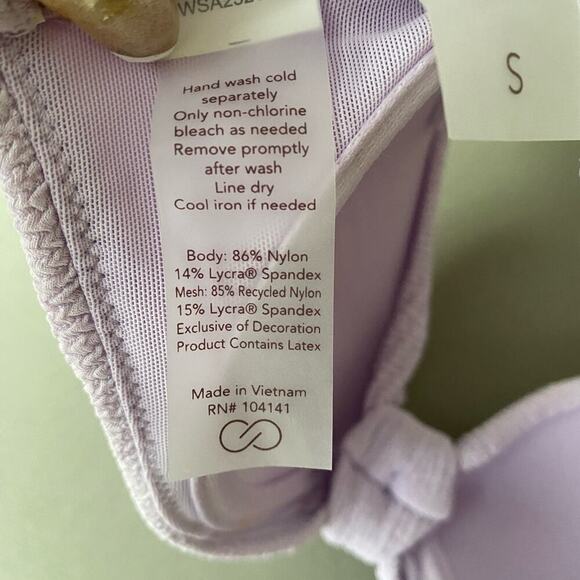 S
Hand wash cold
separately
Only non-chlorine
bleach as needed
Remove promptly
after wash
Line dry
Cool iron if needed
Body: 86% Nylon
14% Lycra® Spandex
Mesh: 85% Recycled Nylon
15% Lycra® Spandex
Exclusive of Decoration
Product Contains Latex
Made in Vietnam
RN# 104141